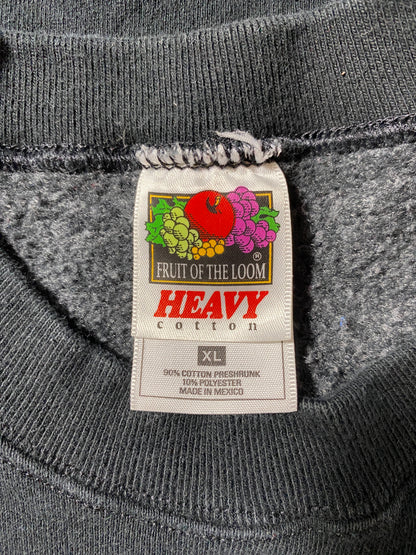 FRUIT OF THE LOOM ®
HEAVY
cotton
XL
90% COTTON PRESHRUNK
10% POLYESTER
MADE IN MEXICO